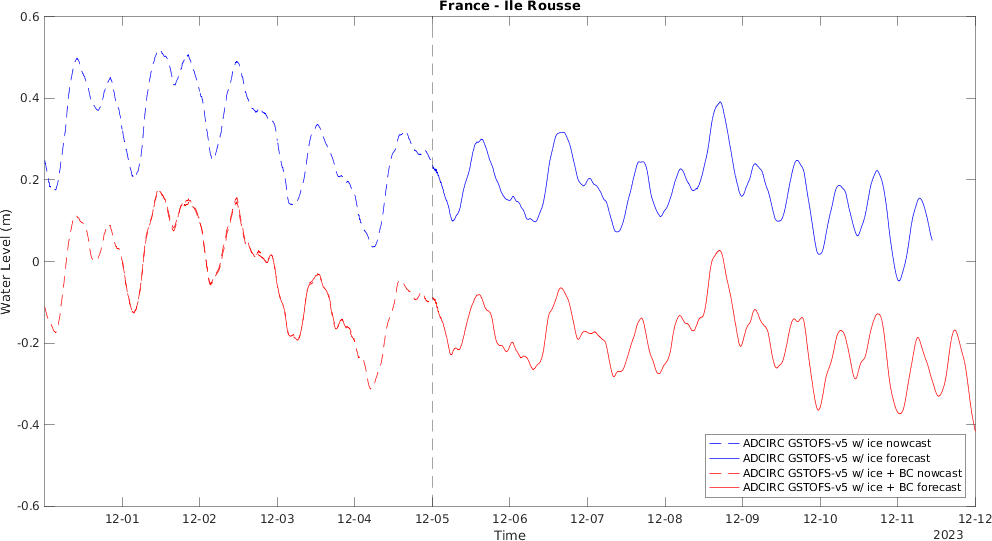 France - Ile Rousse
0.6
0.4
0.2
0
-0.2
-0.4
-0.6
Water Level (m)
ADCIRC GSTOFS-v5 w/ ice nowcast
ADCIRC GSTOFS-v5 w/ ice forecast
ADCIRC GSTOFS-v5 w/ ice + BC nowcast
ADCIRC GSTOFS-v5 w/ ice + BC forecast
12-01 12-02 12-03 12-04 12-05 12-06 12-07 12-08 12-09 12-10 12-11 12-12
Time
2023